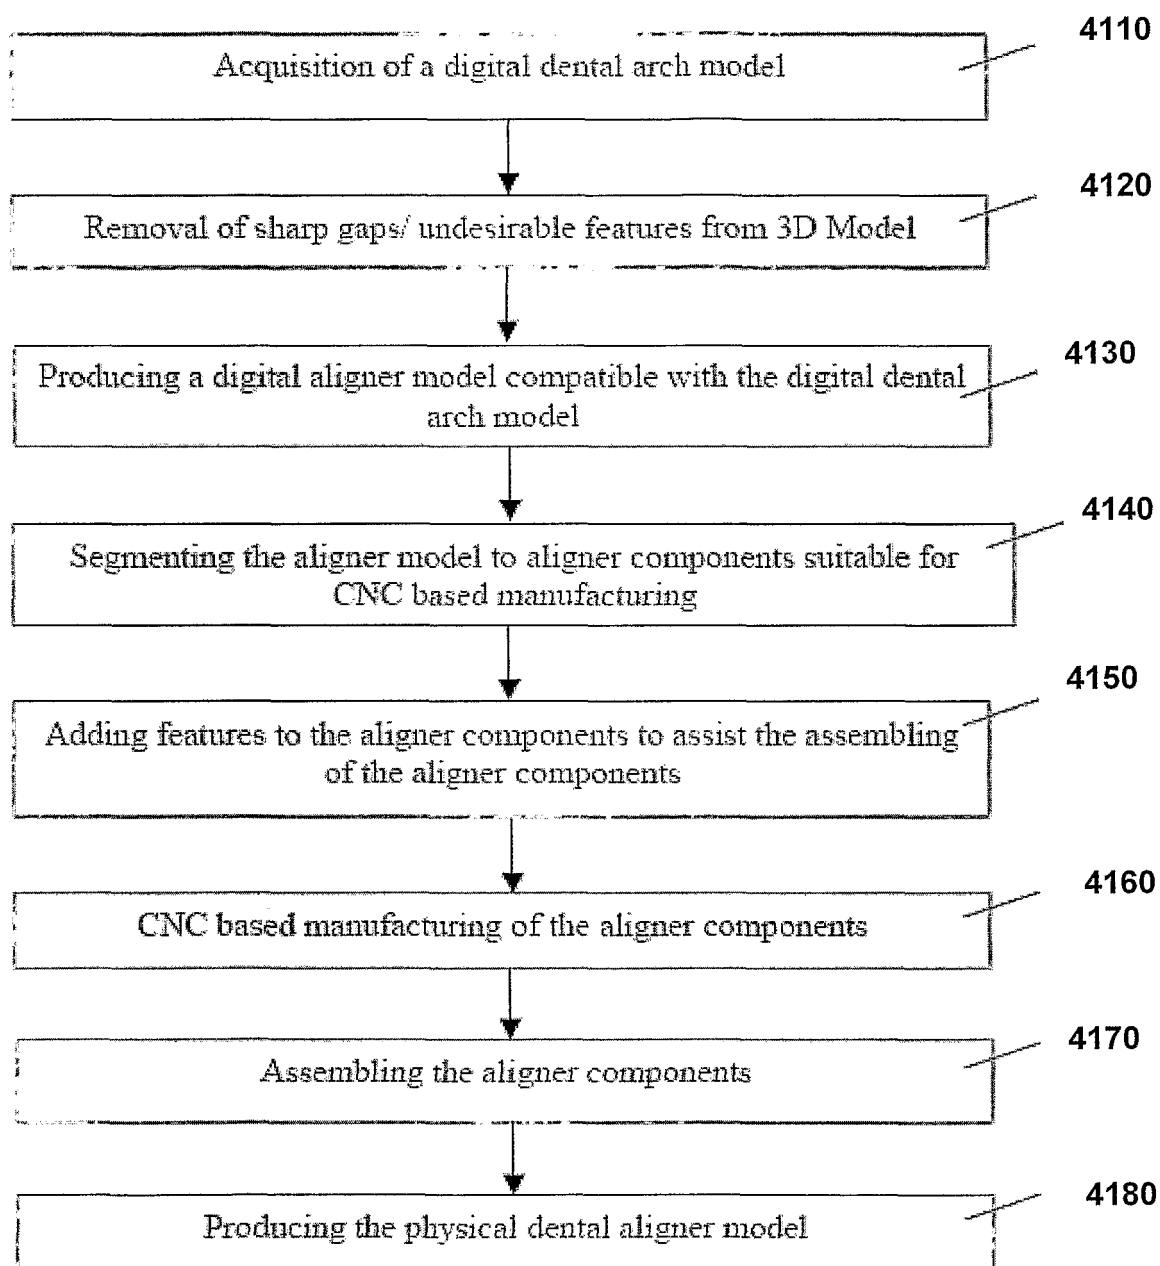 4110
Acquisition of a digital dental arch model
4120
Removal of sharp gaps/ undesirable features from 3D Model
4130
Producing a digital aligner model compatible with the digital dental
arch model
4140
Segmenting the aligner model to aligner components suitable for
CNC based manufacturing
4150
Adding features to the aligner components to assist the assembling
of the aligner components
4160
CNC based manufacturing of the aligner components
4170
Assembling the aligner components
4180
Producing the physical dental aligner model